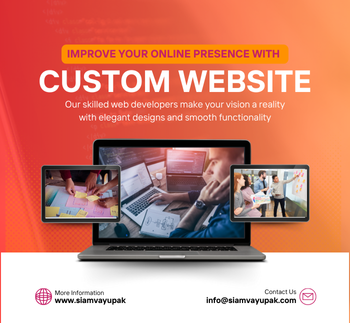 IMPROVE YOUR ONLINE PRESENCE WITH
CUSTOM WEBSITE
Our skilled web developers make your vision a reality
with elegant designs and smooth functionality
More Information
www.siamvayupak
Contact Us
info@siamvayupak.com